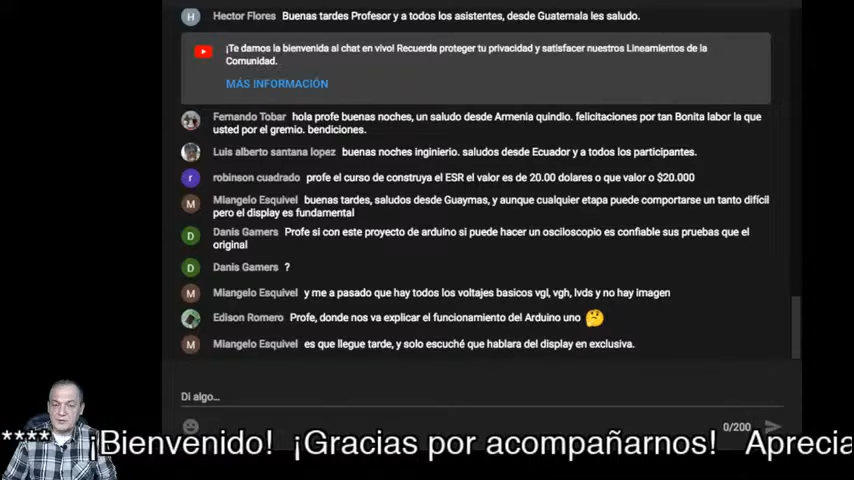 H Hector Flores Buenas tardes Profesor y a todos los asistentes, desde Guatemala les saludo.
¡Te damos la bienvenida al chat en vivo! Recuerda proteger tu privacidad y satisfacer nuestros Lineamientos de la
Comunidad.
MÁS INFORMACIÓN
Fernando Tobar hola profe buenas noches, un saludo desde Armenia quindio. felicitaciones por tan Bonita labor la que
usted por el gremio. bendiciones.
Luis alberto santana lopez buenas noches inginierio. saludos desde Ecuador y a todos los participantes.
r robinson cuadrado profe el curso de construya el ESR el valor es de 20.00 dolares o que valor o $20.000
M Miangelo Esquivel buenas tardes, saludos desde Guaymas, y aunque cualquier etapa puede comportarse un tanto difícil
pero el display es fundamental
D Danis Gamers Profe si con este proyecto de arduino si puede hacer un osciloscopio es confiable sus pruebas que el
original
D Danis Gamers ?
M Miangelo Esquivel y me a pasado que hay todos los voltajes basicos vgl, vgh, lvds y no hay imagen
Edison Romero Profe, donde nos va explicar el funcionamiento del Arduino uno 🤔
M Miangelo Esquivel es que llegue tarde, y solo escuché que hablara del display en exclusiva.
Di algo...
0/200
**** ¡Bienvenido! ¡Gracias por acompañarnos! Aprecia